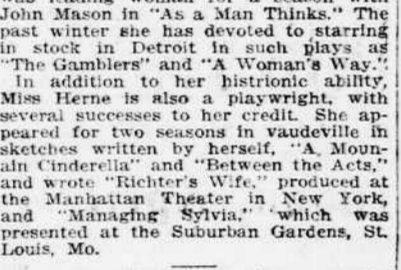 was leading woman for a season with
John Mason in "As a Man Thinks." The
past winter she has devoted to starring
in stock in Detroit in such plays as
"The Gamblers" and "A Woman's Way."
In addition to her histrionic ability,
Miss Herne is also a playwright, with
several successes to her credit. She ap-
peared for two seasons in vaudeville in
sketches written by herself, "A Moun-
ain Cinderella" and "Between the Acts,"
and wrote "Richter's Wife," produced at
the Manhattan Theater in New York,
and "Managing Sylvia," which was
presented at the Suburban Gardens, St.
Louis, Mo.